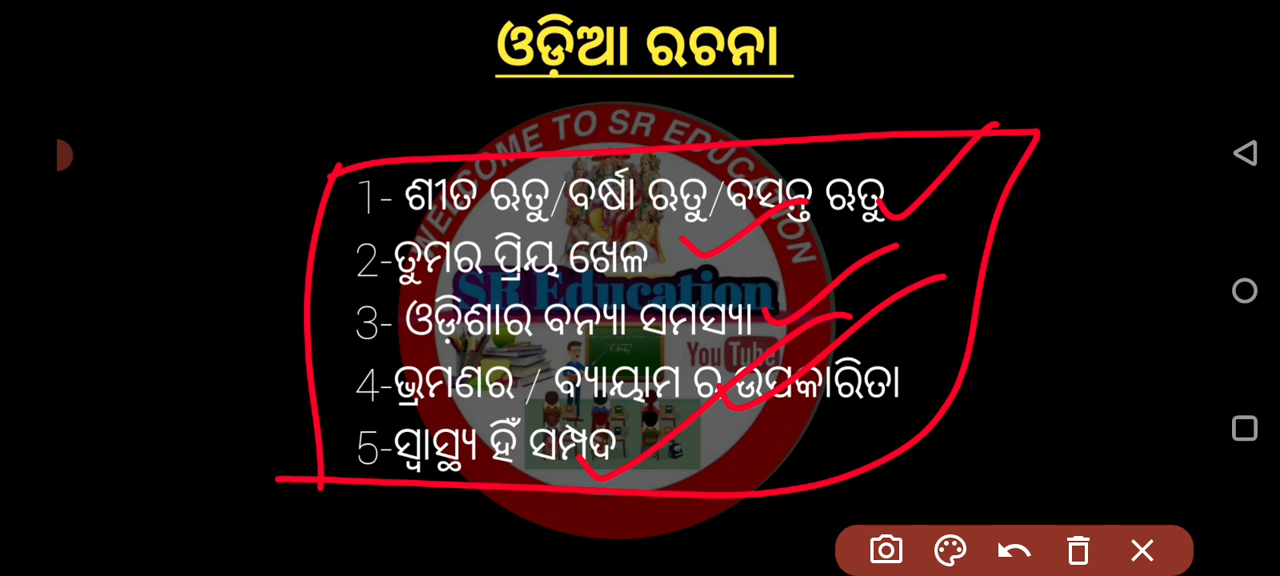 ଓଡ଼ିଆ ରଚନା
WELCOME TO SR EDUCATION
1- ଶୀତ ଋତୁ/ବର୍ଷା ଋତୁ/ବସନ୍ତ ଋତୁ
2-ତୁମର ପ୍ରିୟ ଖେଳ
SR Education
3- ଓଡ଼ିଶାର ବନ୍ୟା ସମସ୍ୟା
YouTube
4-ଭ୍ରମଣର / ବ୍ୟାୟାମ ର ଉପକାରିତା
5-ସ୍ୱାସ୍ଥ୍ୟ ହିଁ ସମ୍ପଦ